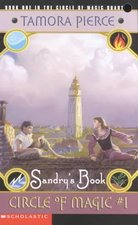 BOOK ONE IN THE CIRCLE OF MAGIC QUARTET
TAMORA PIERCE
Sandry's Book
CIRCLE OF MAGIC #1
SCHOLASTIC